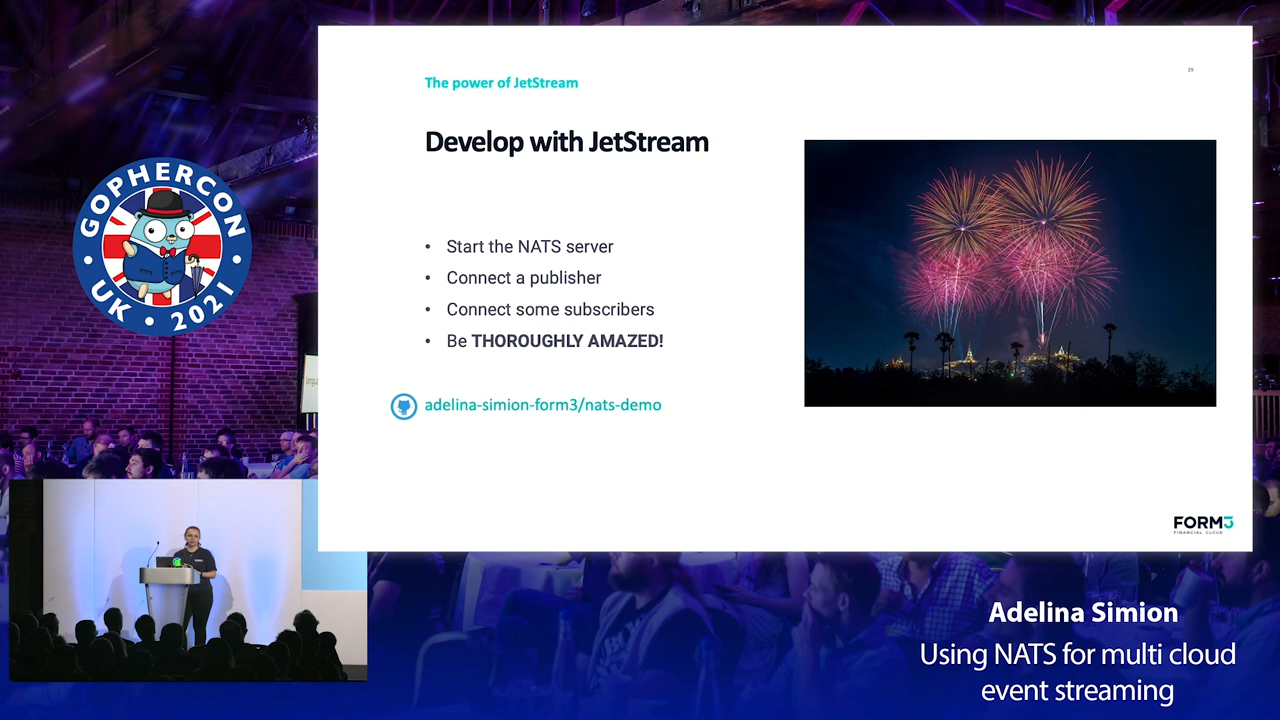 GOPHERCON
UK • 2021
The power of JetStream
29
Develop with JetStream
• Start the NATS server
• Connect a publisher
• Connect some subscribers
• Be THOROUGHLY AMAZED!
adelina-simion-form3/nats-demo
FORM3
FINANCIAL CLOUD
Adelina Simion
Using NATS for multi cloud
event streaming